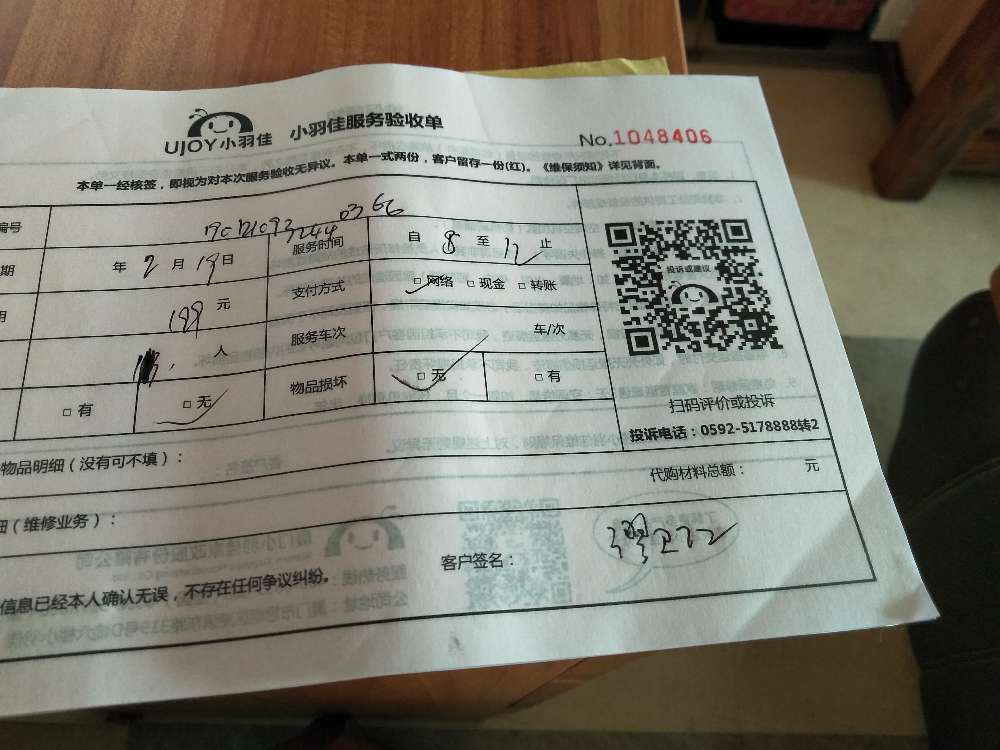 UJOY小羽佳 小羽佳服务验收单
No.1048406
本单一经核签，即视为对本次服务验收无异议。本单一式两份，客户留存一份(红)。《维保须知》详见背面。
编号
期 年 2 月 19 日 服务时间 自 8 至 12 止
199 元 支付方式 □网络 □现金 □转账
人 服务车次 车/次
□有 □无 物品损坏 □无 □有
投诉或建议
扫码评价或投诉
投诉电话：0592-5178888转2
物品明细（没有可不填）：
代购材料总额： 元
细（维修业务）：
客户签名：
信息已经本人确认无误，不存在任何争议纠纷。